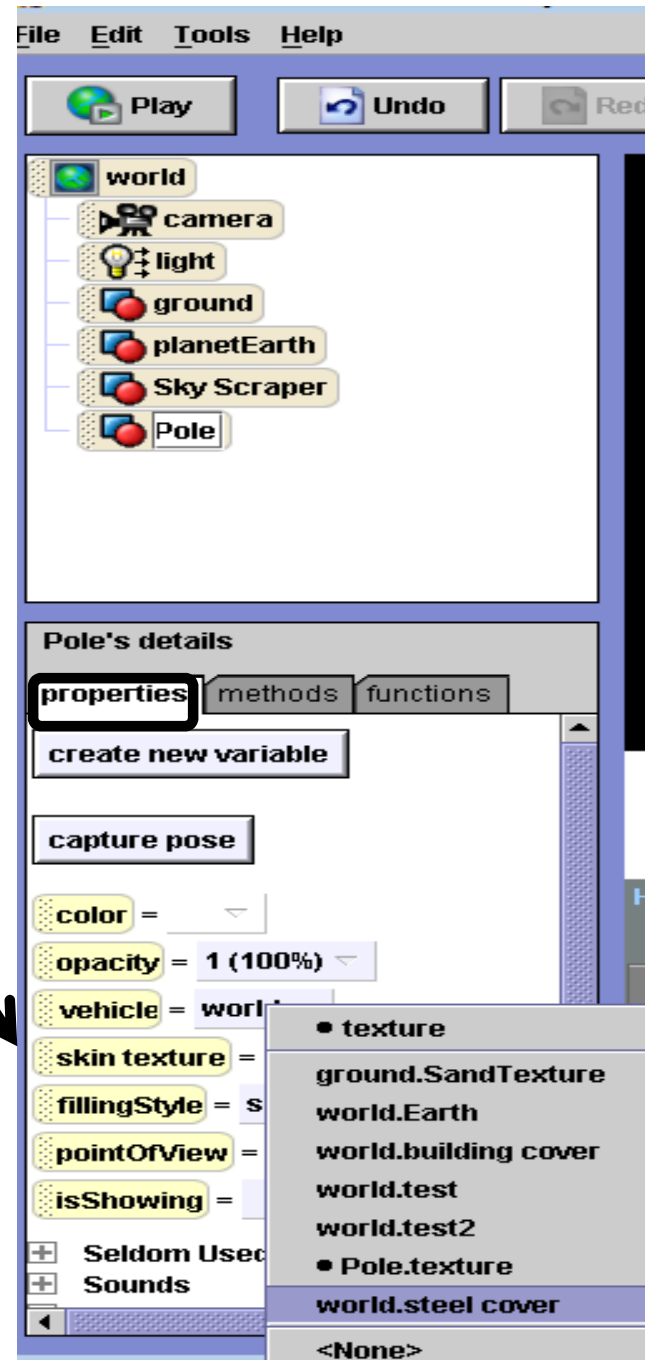 File Edit Tools Help
Play Undo Red
world
camera
light
ground
planetEarth
Sky Scraper
Pole
Pole's details
properties methods functions
create new variable
capture pose
color =
opacity = 1 (100%)
vehicle = world
• texture
skin texture =
ground.SandTexture
fillingStyle = s
world.Earth
pointOfView =
world.building cover
isShowing =
world.test
world.test2
Seldom Used
• Pole.texture
Sounds
world.steel cover
<None>